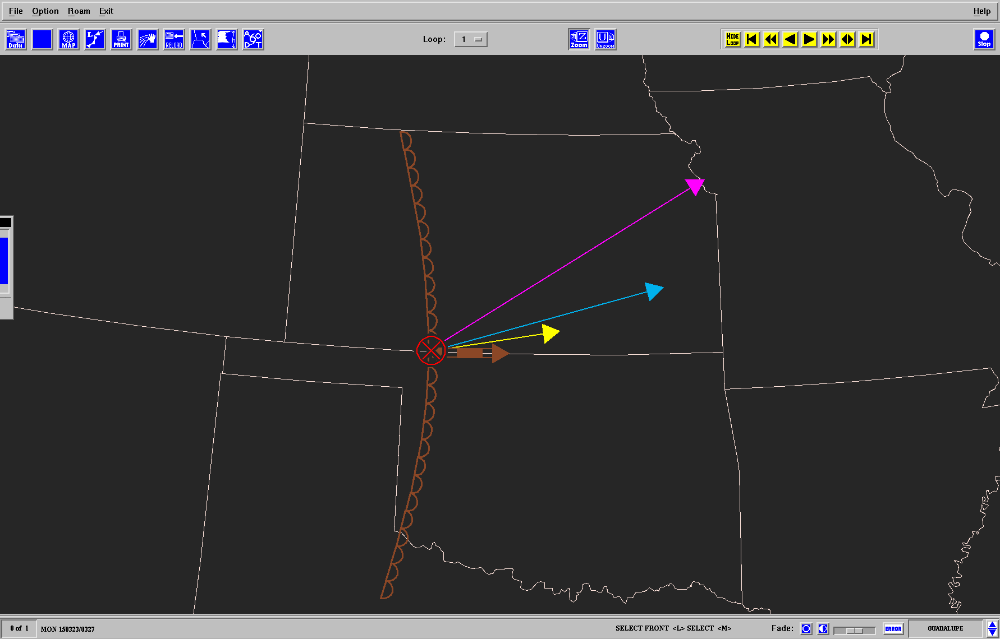 File Option Roam Exit Help
Data MAP L PRINT RELOAD A G O D T Loop: 1 Z Z Zoom U U UNZOOM HIDE LOOP Stop
0 of 1 MON 150323/0327 SELECT FRONT <L> SELECT <M> Fade: ERROR GUADALUPE